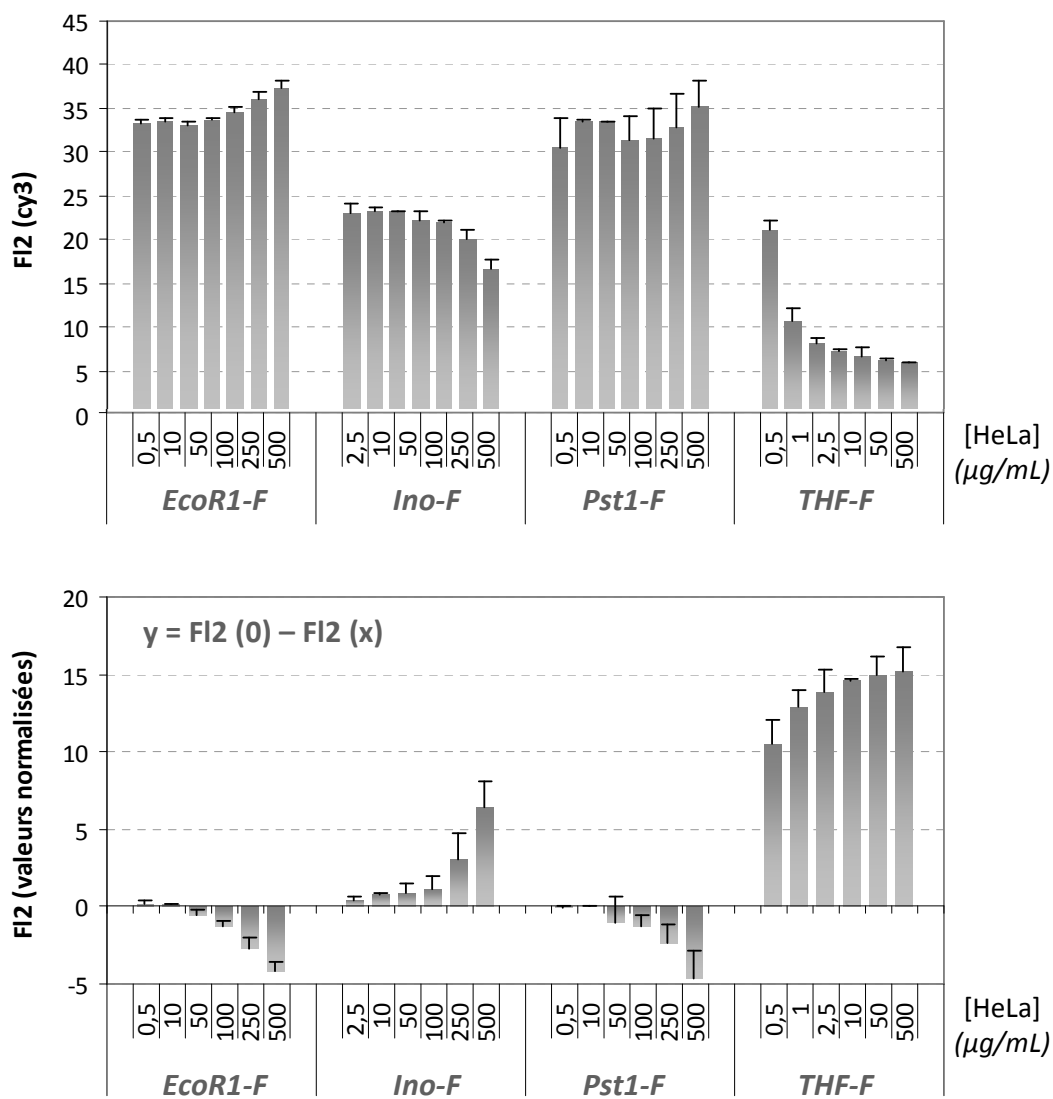 45
40
35
30
25
20
15
10
5
0
Fl2 (cy3)
0,5 10 50 100 250 500 2,5 10 50 100 250 500 0,5 10 50 100 250 500 0,5 1 2,5 10 50 500
[HeLa]
(µg/mL)
EcoR1-F Ino-F Pst1-F THF-F
20
15
10
5
0
-5
Fl2 (valeurs normalisées)
y = Fl2 (0) – Fl2 (x)
0,5 10 50 100 250 500 2,5 10 50 100 250 500 0,5 10 50 100 250 500 0,5 1 2,5 10 50 500
[HeLa]
(µg/mL)
EcoR1-F Ino-F Pst1-F THF-F